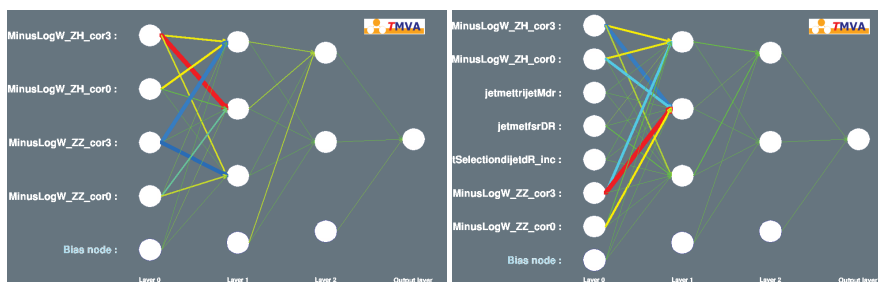 TMVA
MinusLogW_ZH_cor3 :
MinusLogW_ZH_cor0 :
MinusLogW_ZZ_cor3 :
MinusLogW_ZZ_cor0 :
Bias node :
Layer 0
Layer 1
Layer 2
Output layer
TMVA
MinusLogW_ZH_cor3 :
MinusLogW_ZH_cor0 :
jetmettrijetMdr :
jetmetfsrDR :
tSelectiondijetdR_inc :
MinusLogW_ZZ_cor3 :
MinusLogW_ZZ_cor0 :
Bias node :
Layer 0
Layer 1
Layer 2
Output layer